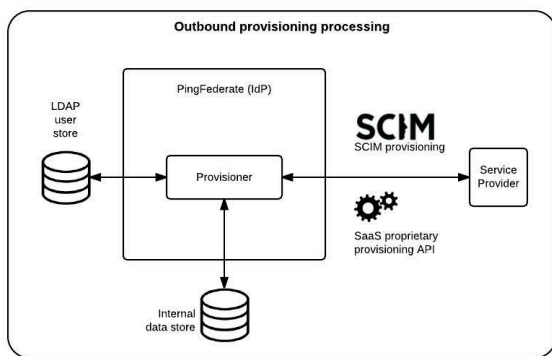 Outbound provisioning processing
PingFederate (IdP)
LDAP
user
store
Provisioner
SCIM
SCIM provisioning
Service
Provider
SaaS proprietary
provisioning API
Internal
data store